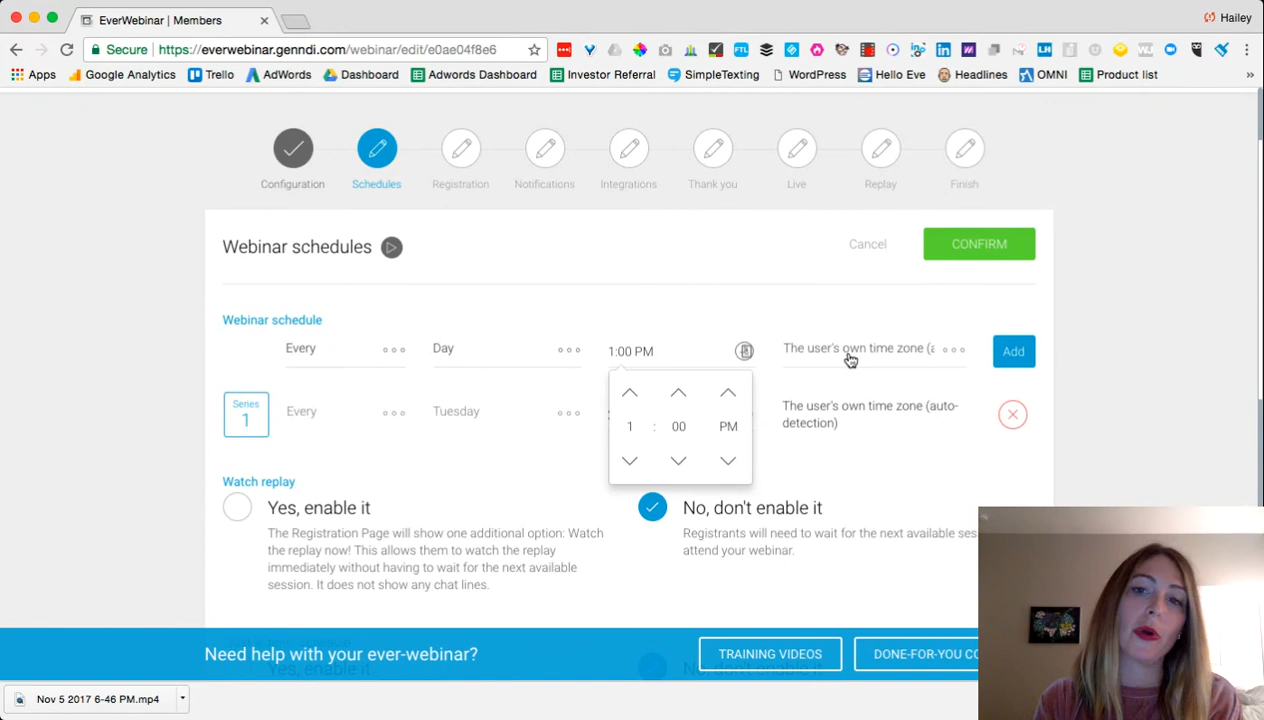 EverWebinar | Members
Hailey
Secure | https://everwebinar.genndi.com/webinar/edit/e0ae04f8e6
Apps Google Analytics Trello AdWords Dashboard Adwords Dashboard Investor Referral SimpleTexting WordPress Hello Eve Headlines OMNI Product list
Configuration Schedules Registration Notifications Integrations Thank you Live Replay Finish
Webinar schedules
Cancel
CONFIRM
Webinar schedule
Every Day 1:00 PM The user's own time zone (a
Add
Series
1
Every Tuesday
The user's own time zone (auto-
detection)
1 : 00 PM
Watch replay
Yes, enable it
The Registration Page will show one additional option: Watch
the replay now! This allows them to watch the replay
immediately without having to wait for the next available
session. It does not show any chat lines.
No, don't enable it
Registrants will need to wait for the next available ses
attend your webinar.
Need help with your ever-webinar?
TRAINING VIDEOS
DONE-FOR-YOU CO
Yes, enable it
No, don't enable it
Nov 5 2017 6-46 PM.mp4